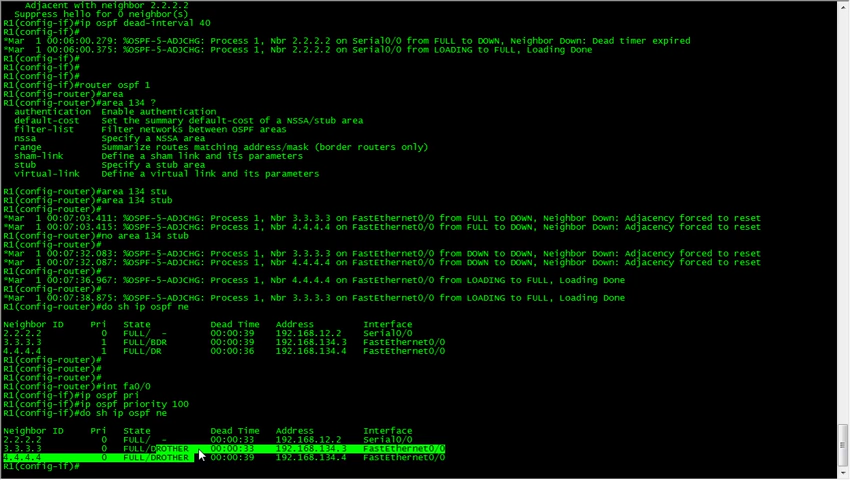 Adjacent with neighbor 2.2.2.2
Suppress hello for 0 neighbor(s)
R1(config-if)#ip ospf dead-interval 40
R1(config-if)#
*Mar  1 00:06:00.279: %OSPF-5-ADJCHG: Process 1, Nbr 2.2.2.2 on Serial0/0 from FULL to DOWN, Neighbor Down: Dead timer expired
*Mar  1 00:06:00.375: %OSPF-5-ADJCHG: Process 1, Nbr 2.2.2.2 on Serial0/0 from LOADING to FULL, Loading Done
R1(config-if)#
R1(config-if)#
R1(config-if)#
R1(config-if)#router ospf 1
R1(config-router)#area
R1(config-router)#area 134 ?
authentication  Enable authentication
default-cost    Set the summary default-cost of a NSSA/stub area
filter-list     Filter networks between OSPF areas
nssa            Specify a NSSA area
range           Summarize routes matching address/mask (border routers only)
sham-link       Define a sham link and its parameters
stub            Specify a stub area
virtual-link    Define a virtual link and its parameters
R1(config-router)#area 134 stu
R1(config-router)#area 134 stub
R1(config-router)#
*Mar  1 00:07:03.411: %OSPF-5-ADJCHG: Process 1, Nbr 3.3.3.3 on FastEthernet0/0 from FULL to DOWN, Neighbor Down: Adjacency forced to reset
*Mar  1 00:07:03.415: %OSPF-5-ADJCHG: Process 1, Nbr 4.4.4.4 on FastEthernet0/0 from FULL to DOWN, Neighbor Down: Adjacency forced to reset
R1(config-router)#no area 134 stub
R1(config-router)#
*Mar  1 00:07:32.083: %OSPF-5-ADJCHG: Process 1, Nbr 3.3.3.3 on FastEthernet0/0 from DOWN to DOWN, Neighbor Down: Adjacency forced to reset
*Mar  1 00:07:32.087: %OSPF-5-ADJCHG: Process 1, Nbr 4.4.4.4 on FastEthernet0/0 from DOWN to DOWN, Neighbor Down: Adjacency forced to reset
R1(config-router)#
*Mar  1 00:07:36.967: %OSPF-5-ADJCHG: Process 1, Nbr 4.4.4.4 on FastEthernet0/0 from LOADING to FULL, Loading Done
R1(config-router)#
*Mar  1 00:07:38.875: %OSPF-5-ADJCHG: Process 1, Nbr 3.3.3.3 on FastEthernet0/0 from LOADING to FULL, Loading Done
R1(config-router)#do sh ip ospf ne
Neighbor ID     Pri   State           Dead Time   Address         Interface
2.2.2.2           0   FULL/  -        00:00:39    192.168.12.2    Serial0/0
3.3.3.3           1   FULL/BDR        00:00:39    192.168.134.3   FastEthernet0/0
4.4.4.4           1   FULL/DR         00:00:36    192.168.134.4   FastEthernet0/0
R1(config-router)#
R1(config-router)#
R1(config-router)#
R1(config-router)#int fa0/0
R1(config-if)#ip ospf pri
R1(config-if)#ip ospf priority 100
R1(config-if)#do sh ip ospf ne
Neighbor ID     Pri   State           Dead Time   Address         Interface
2.2.2.2           0   FULL/  -        00:00:33    192.168.12.2    Serial0/0
3.3.3.3           0   FULL/DROTHER    00:00:33    192.168.134.3   FastEthernet0/0
4.4.4.4           0   FULL/DROTHER    00:00:39    192.168.134.4   FastEthernet0/0
R1(config-if)#